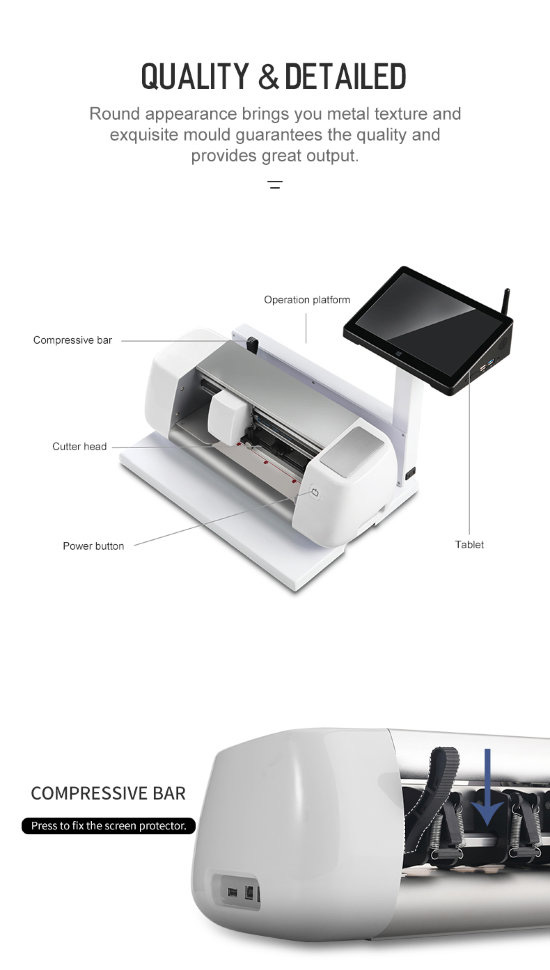 QUALITY & DETAILED
Round appearance brings you metal texture and
exquisite mould guarantees the quality and
provides great output.
Operation platform
Compressive bar
Cutter head
Power button
Tablet
COMPRESSIVE BAR
Press to fix the screen protector.